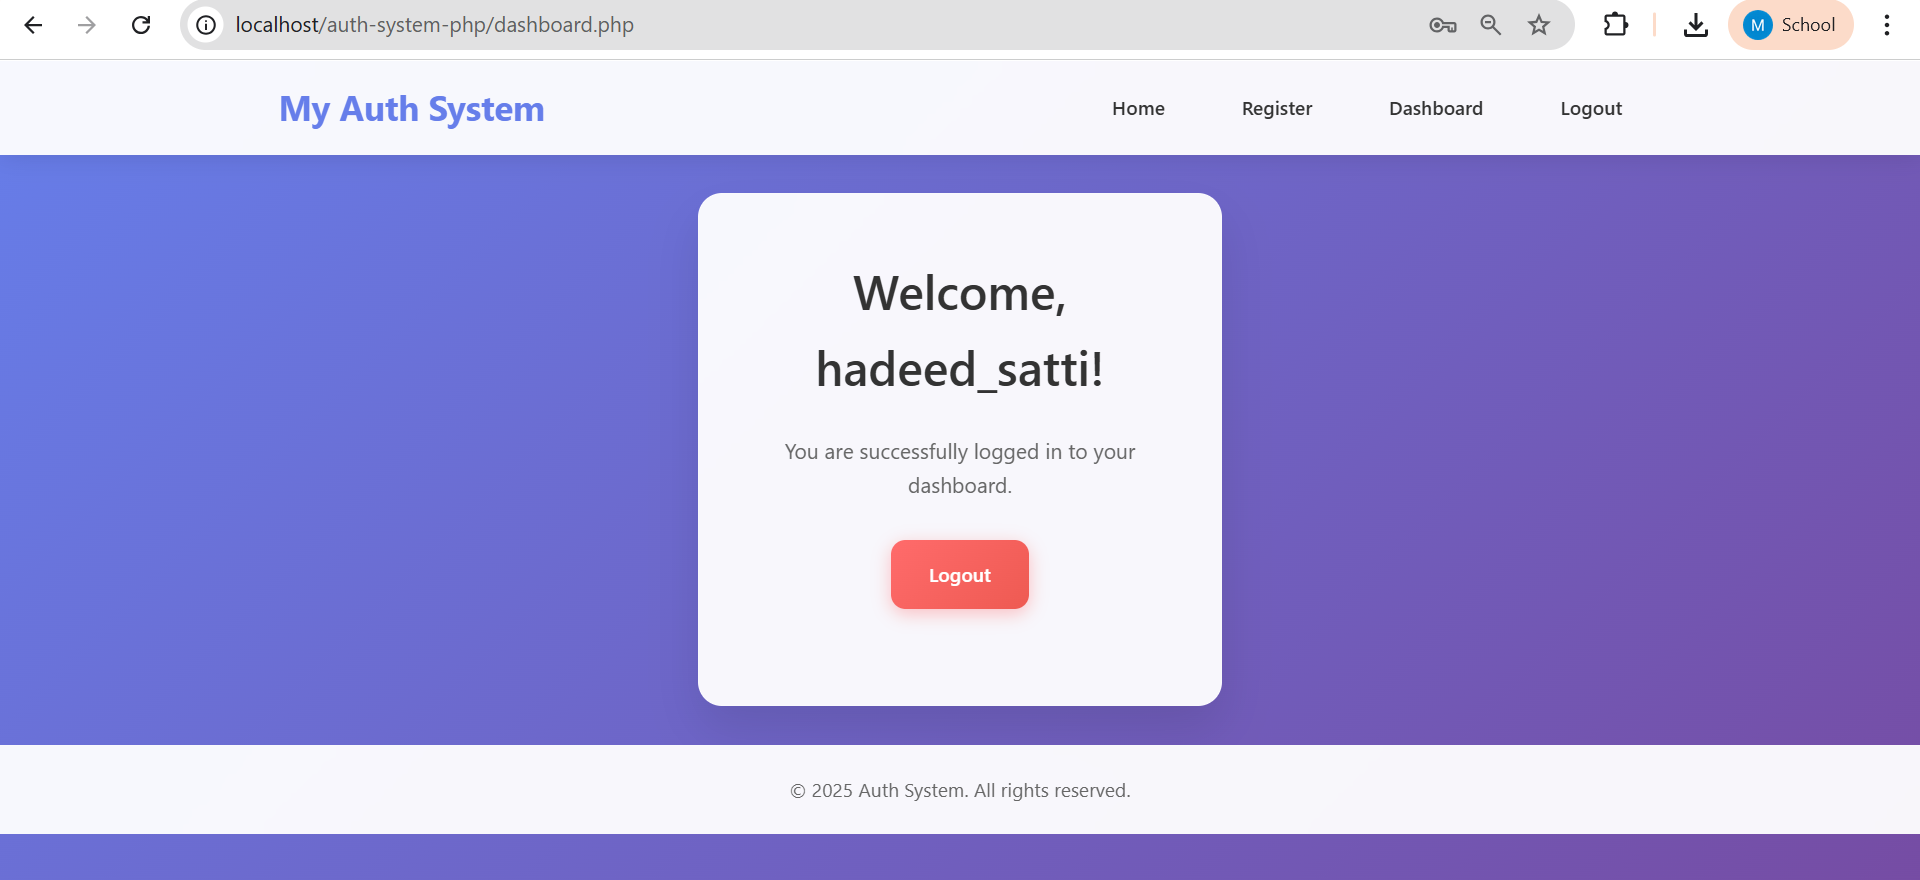 localhost/auth-system-php/dashboard.php
M School
My Auth System
Home Register Dashboard Logout
Welcome,
hadeed_satti!
You are successfully logged in to your
dashboard.
Logout
© 2025 Auth System. All rights reserved.